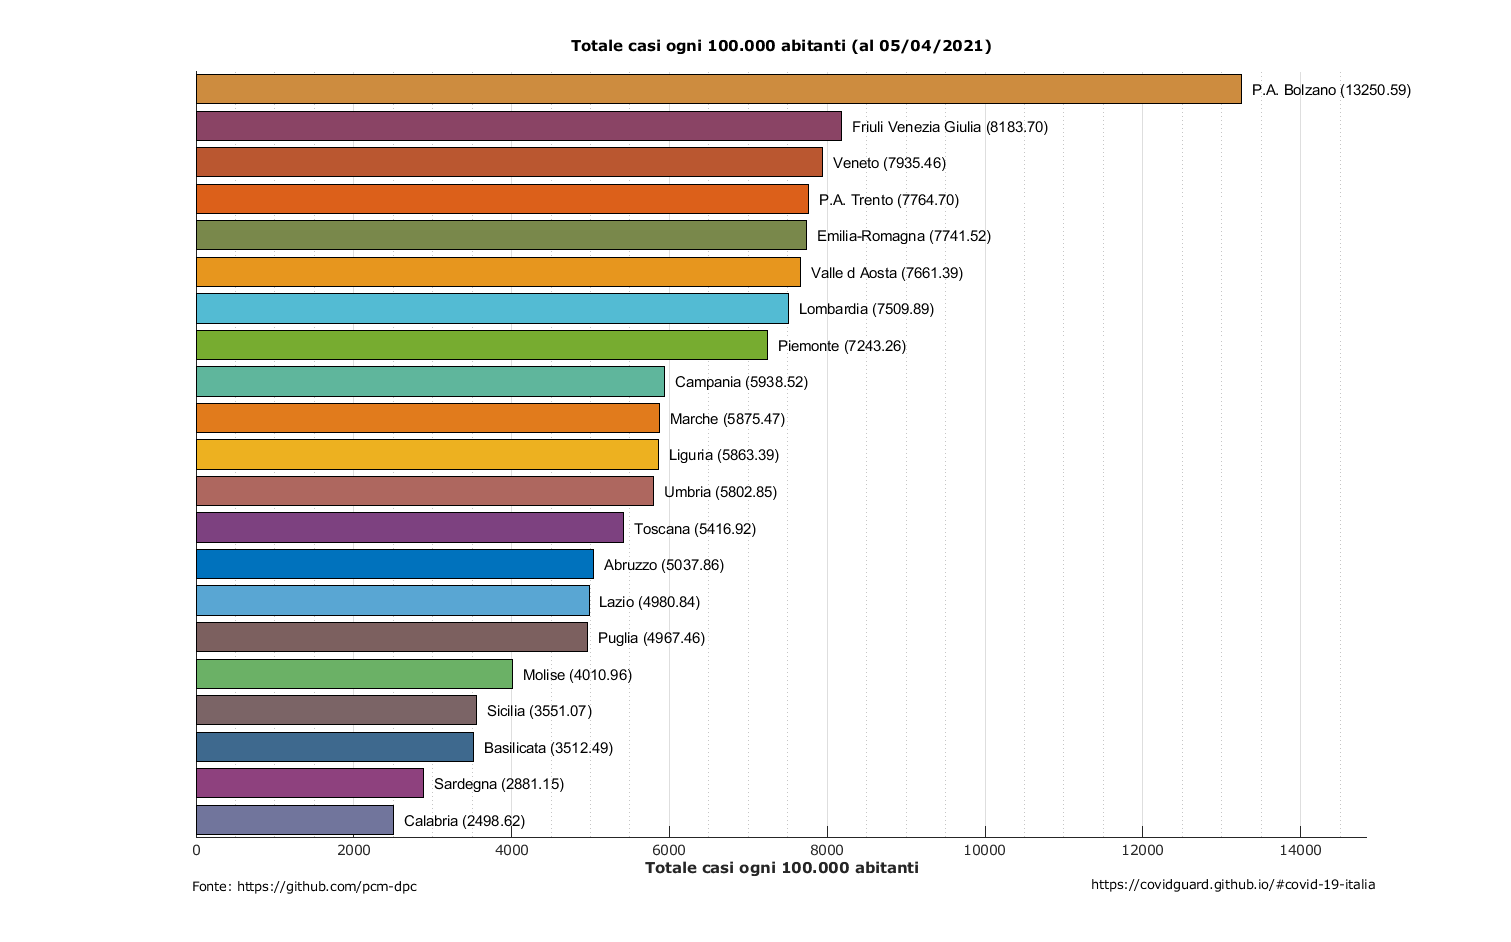 Totale casi ogni 100.000 abitanti (al 05/04/2021)
P.A. Bolzano (13250.59)
Friuli Venezia Giulia (8183.70)
Veneto (7935.46)
P.A. Trento (7764.70)
Emilia-Romagna (7741.52)
Valle d Aosta (7661.39)
Lombardia (7509.89)
Piemonte (7243.26)
Campania (5938.52)
Marche (5875.47)
Liguria (5863.39)
Umbria (5802.85)
Toscana (5416.92)
Abruzzo (5037.86)
Lazio (4980.84)
Puglia (4967.46)
Molise (4010.96)
Sicilia (3551.07)
Basilicata (3512.49)
Sardegna (2881.15)
Calabria (2498.62)
0 2000 4000 6000 8000 10000 12000 14000
Totale casi ogni 100.000 abitanti
Fonte: https://github.com/pcm-dpc
https://covidguard.github.io/#covid-19-italia